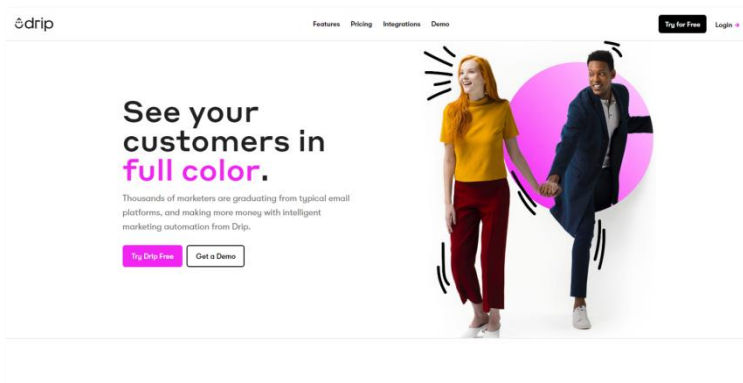 drip
Features Pricing Integrations Demo
Try for Free Login →
See your
customers in
full color.
Thousands of marketers are graduating from typical email
platforms, and making more money with intelligent
marketing automation from Drip.
Try Drip Free Get a Demo